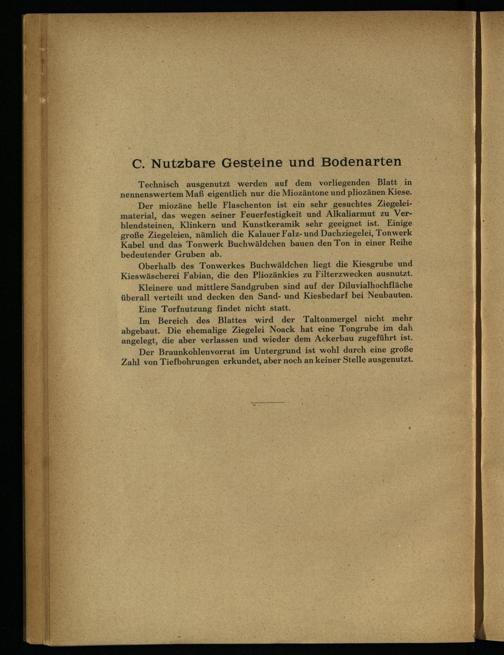 C. Nutzbare Gesteine und Bodenarten
Technisch ausgenutzt werden auf dem vorliegenden Blatt in
nennenswertem Maß eigentlich nur die Miozäntone und pliozänen Kiese.
Der miozäne helle Flaschenton ist ein sehr gesuchtes Ziegelei-
material, das wegen seiner Feuerfestigkeit und Alkaliarmut zu Ver-
blendsteinen, Klinkern und Kunstkeramik sehr geeignet ist. Einige
große Ziegeleien, nämlich die Kalauer Falz- und Dachziegelei, Tonwerk
Kabel und das Tonwerk Buchwäldchen bauen den Ton in einer Reihe
bedeutender Gruben ab.
Oberhalb des Tonwerkes Buchwäldchen liegt die Kiesgrube und
Kieswäscherei Fabian, die den Pliozänkies zu Filterzwecken ausnutzt.
Kleinere und mittlere Sandgruben sind auf der Diluvialhochfläche
überall verteilt und decken den Sand- und Kiesbedarf bei Neubauten.
Eine Torfnutzung findet nicht statt.
Im Bereich des Blattes wird der Taltonmergel nicht mehr
abgebaut. Die ehemalige Ziegelei Noack hat eine Tongrube im dah
angelegt, die aber verlassen und wieder dem Ackerbau zugeführt ist.
Der Braunkohlenvorrat im Untergrund ist wohl durch eine große
Zahl von Tiefbohrungen erkundet, aber noch an keiner Stelle ausgenutzt.